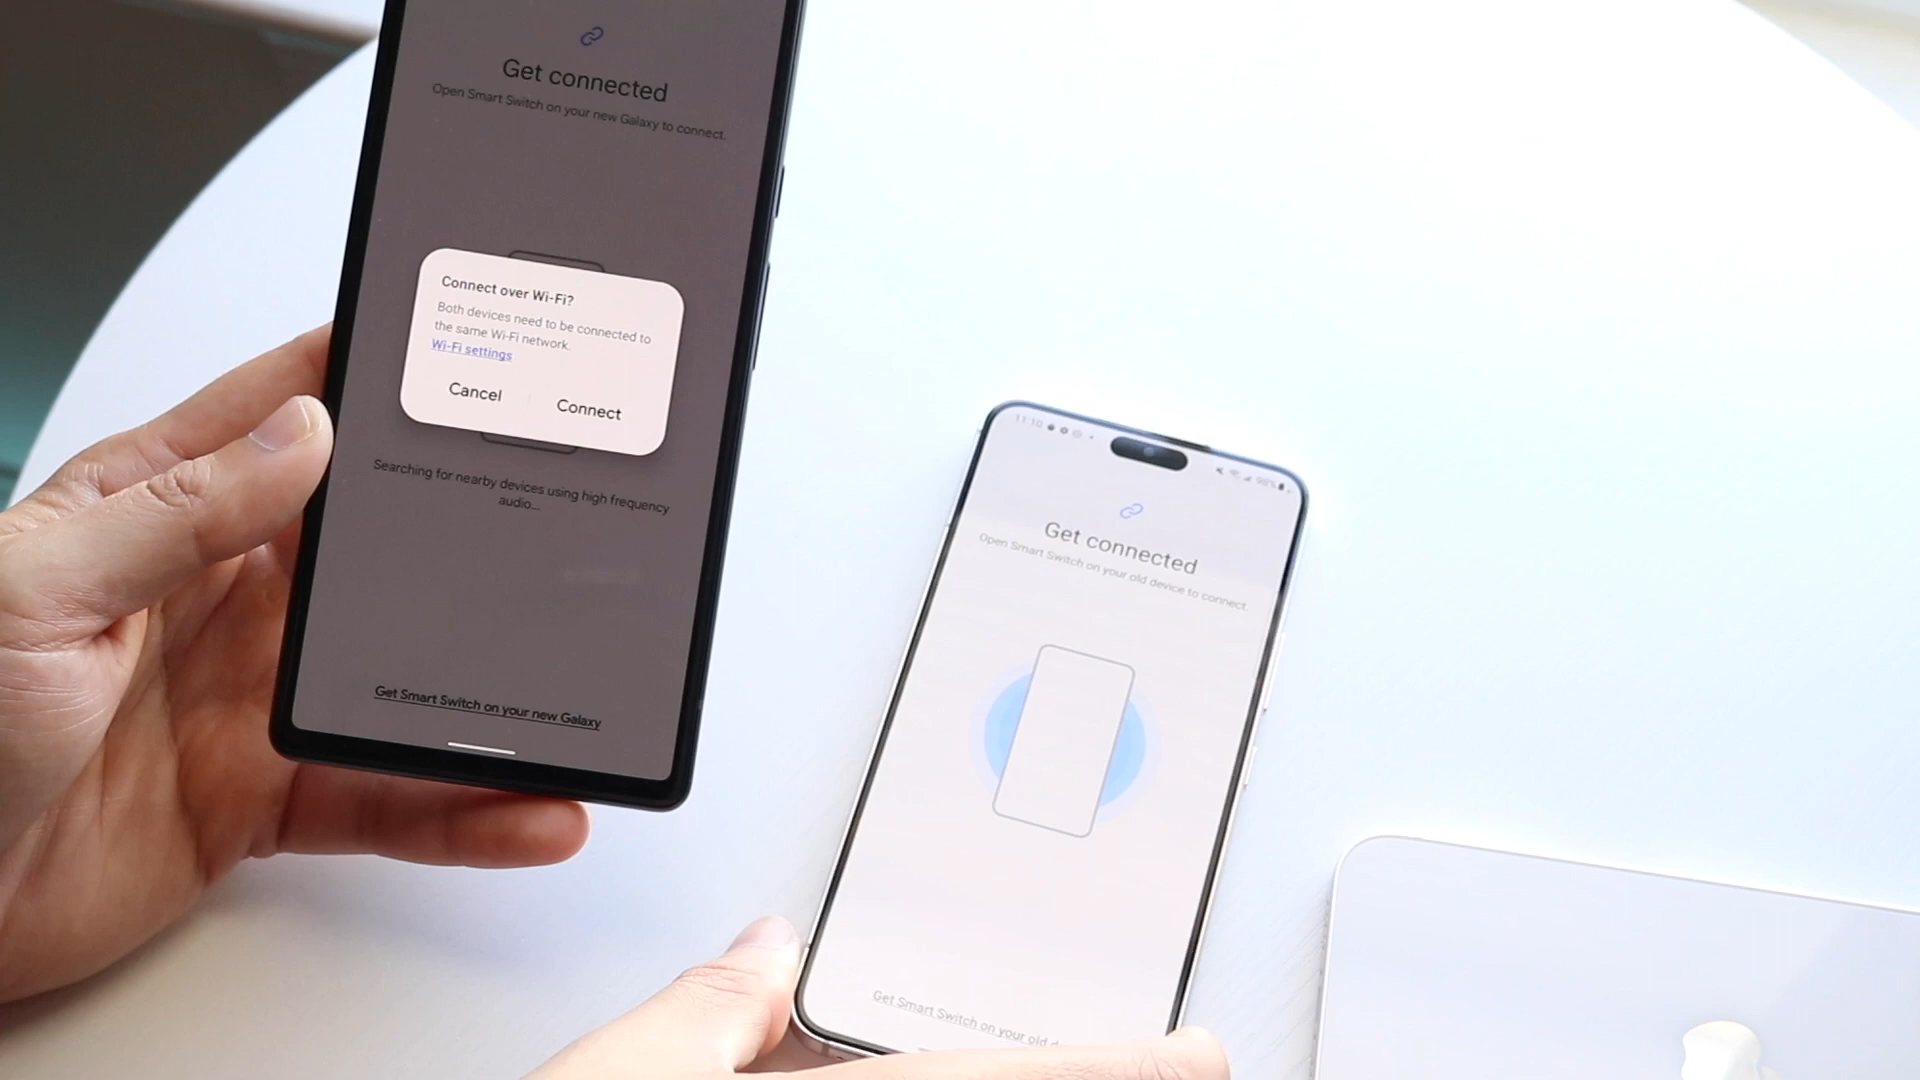 Get connected
Open Smart Switch on your new Galaxy to connect.
Connect over Wi-Fi?
Both devices need to be connected to
the same Wi-Fi network.
Wi-Fi settings
Cancel Connect
Searching for nearby devices using high frequency
audio...
Get Smart Switch on your new Galaxy
11:10
98%
Get connected
Open Smart Switch on your old device to connect.
Get Smart Switch on your old d